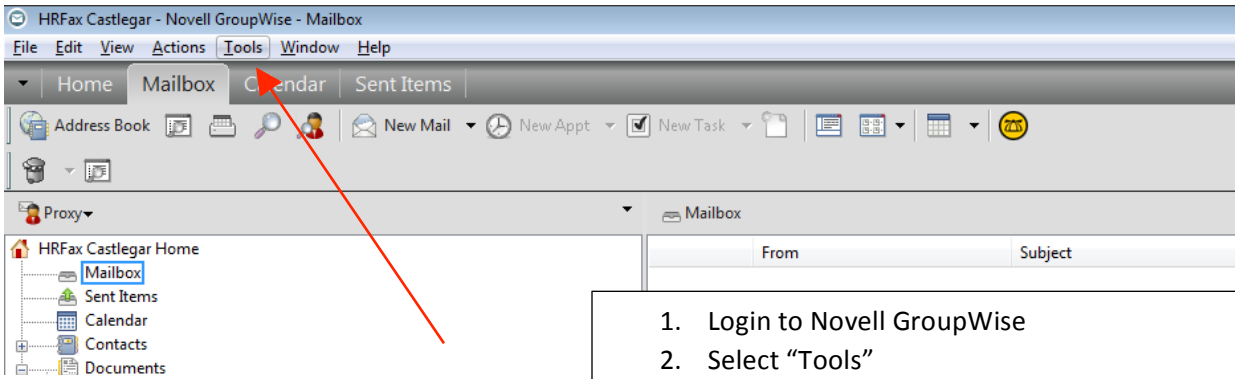 HRFax Castlegar - Novell GroupWise - Mailbox
File Edit View Actions Tools Window Help
Home Mailbox Calendar Sent Items
Address Book New Mail New Appt New Task
Proxy
Mailbox
HRFax Castlegar Home
From Subject
Mailbox
Sent Items
Calendar
Contacts
Documents
1. Login to Novell GroupWise
2. Select “Tools”